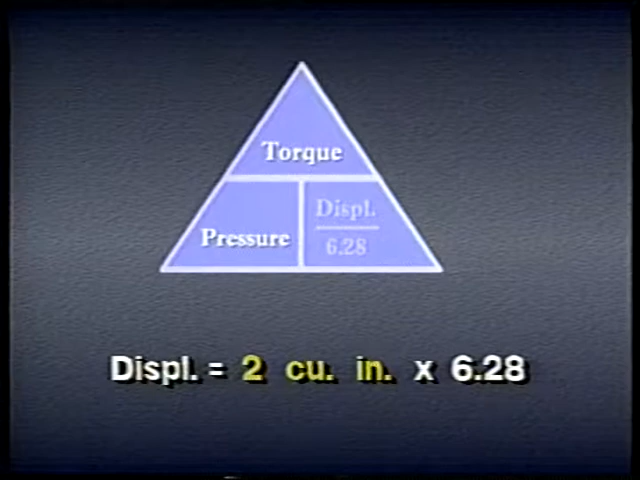 Torque
Displ.
Pressure
6.28
Displ. = 2 cu. in. x 6.28